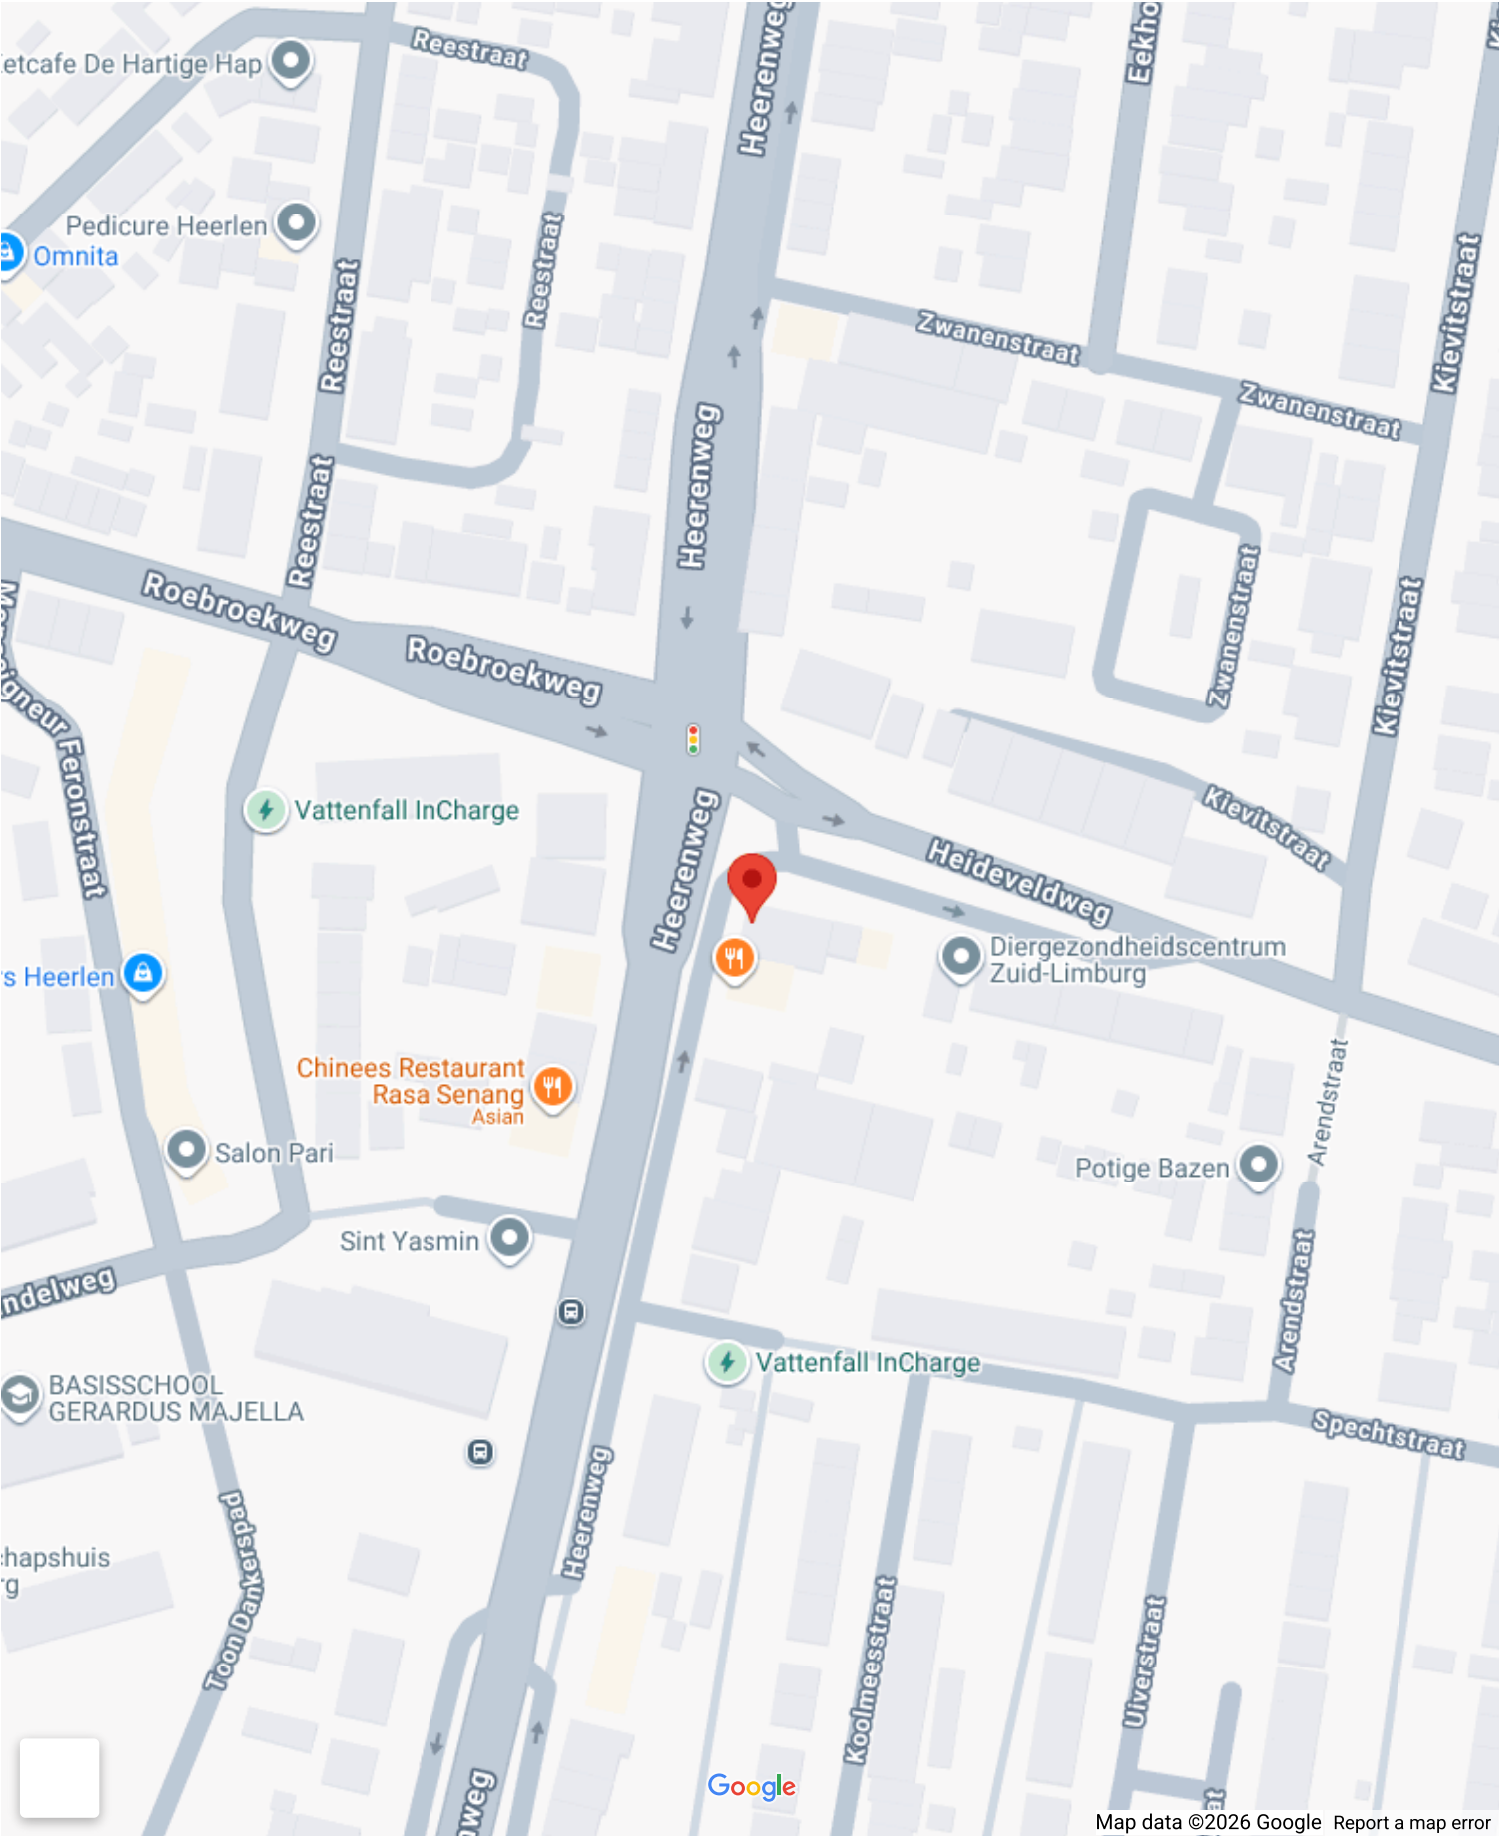 Reestraat
Heerenweg
Eekho
etcafe De Hartige Hap
Pedicure Heerlen
Omnita
Reestraat
Reestraat
Kievitstraat
Zwanenstraat
Zwanenstraat
Heerenweg
Reestraat
Roebroekweg
Roebroekweg
Zwanenstraat
Kievitstraat
Feronstraat
Vattenfall InCharge
Heerenweg
Kievitstraat
Heideveldweg
Diergezondheidscentrum
Zuid-Limburg
s Heerlen
Chinees Restaurant
Rasa Senang
Asian
Arendstraat
Salon Pari
Potige Bazen
Sint Yasmin
ndelweg
Arendstraat
Vattenfall InCharge
BASISSCHOOL
GERARDUS MAJELLA
Spechtstraat
Heerenweg
Toon Dankerspad
chapshuis
rg
Koolmeesstraat
Uiverstraat
weg
at
Google
Map data ©2026 Google
Report a map error